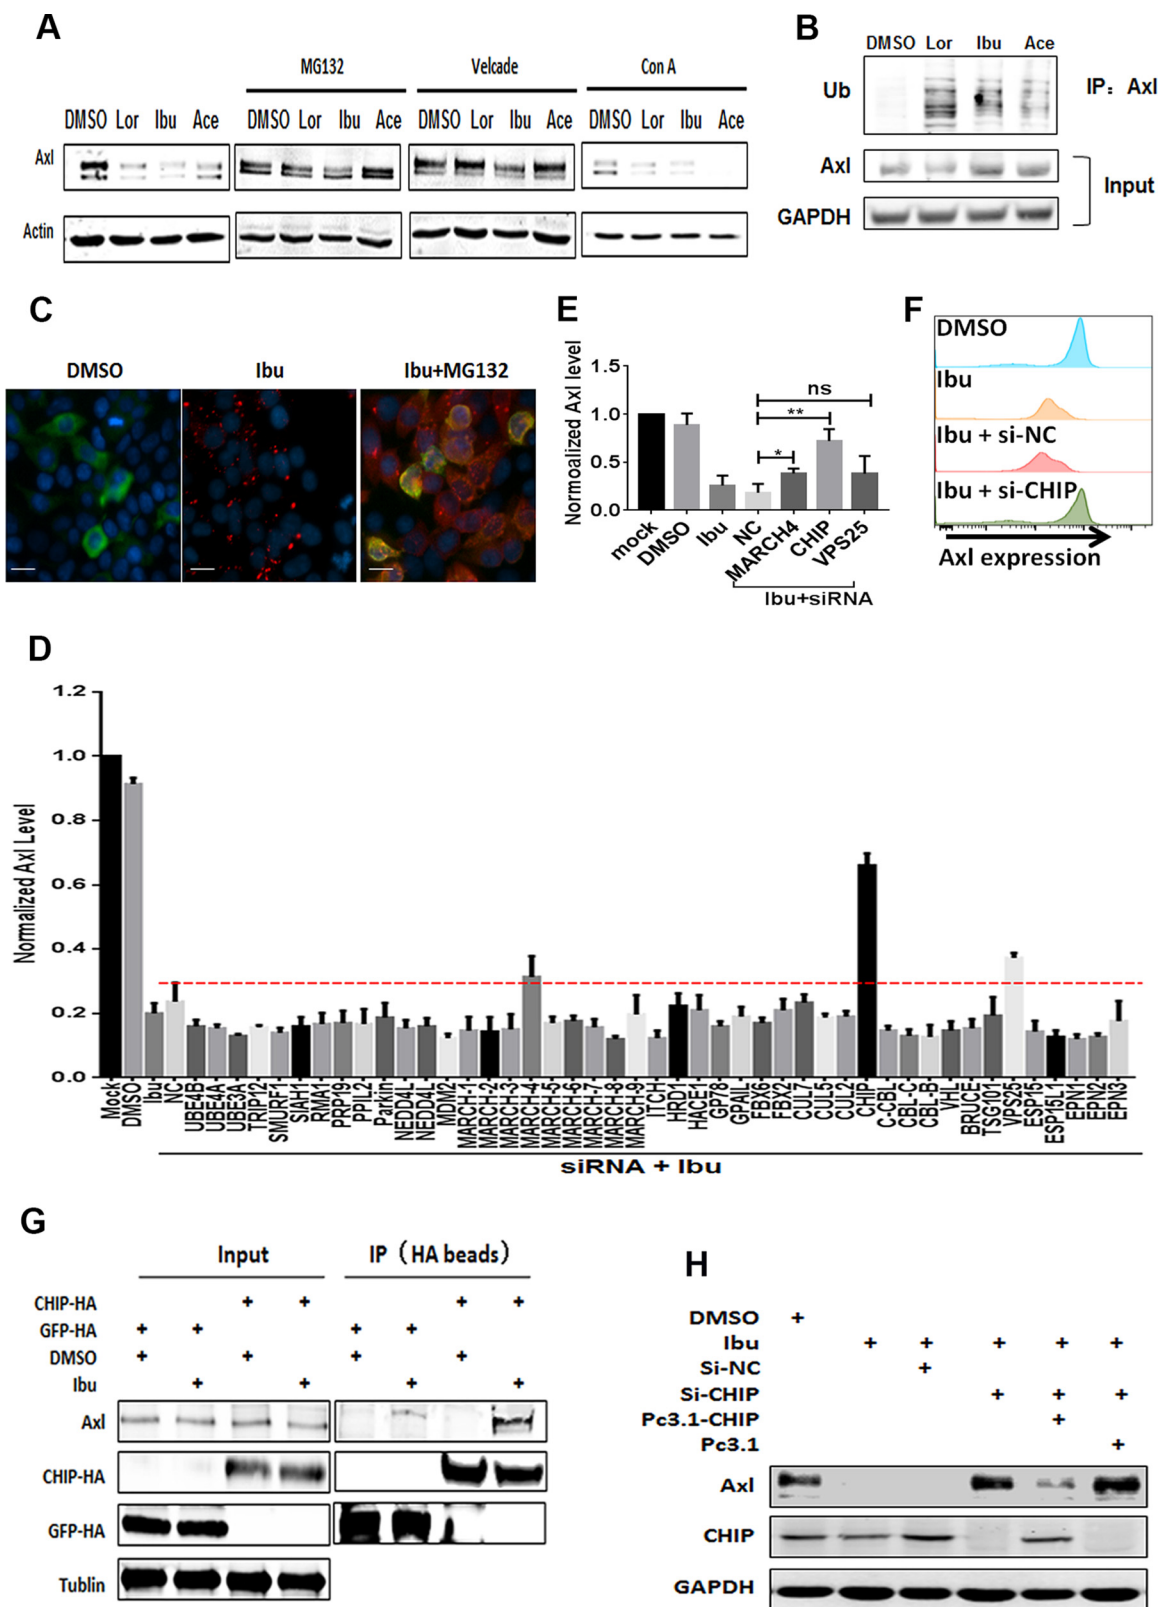 A
MG132 Velcade Con A
DMSO Lor Ibu Ace DMSO Lor Ibu Ace DMSO Lor Ibu Ace DMSO Lor Ibu Ace
Axl
Actin
B
DMSO Lor Ibu Ace
Ub
IP: Axl
Axl
GAPDH
Input
C
DMSO Ibu Ibu+MG132
E
Normoalized Axl level
1.5
1.0
0.5
0.0
ns
**
*
mock DMSO Ibu NC MARCH4 CHIP VPS25
Ibu+siRNA
F
DMSO
Ibu
Ibu + si-NC
Ibu + si-CHIP
Axl expression
D
Normalized Axl Level
1.2
1.0
0.8
0.6
0.4
0.2
0.0
Mock DMSO Ibu NC UBE4B UBE4A UBE3A TRIP12 SMURF1 SIAH1 RMA1 PRP19 PPIL2 Parkin NEDD4L NEDD4L MDM2 MARCH-1 MARCH-2 MARCH-3 MARCH-4 MARCH-5 MARCH-6 MARCH-7 MARCH-8 MARCH-9 ITCH HRD1 HACE1 GP78 GPAIL FBX6 FBX2 CUL7 CUL5 CUL2 CHIP C-CBL CBL-C CBL-B VHL BRUCE TSG101 VPS25 ESP15 ESP15L1 EPN1 EPN2 EPN3
siRNA + Ibu
G
Input IP (HA beads)
CHIP-HA + + + +
GFP-HA + + + +
DMSO + + + +
Ibu + + + +
Axl
CHIP-HA
GFP-HA
Tublin
H
DMSO +
Ibu + + + + +
Si-NC +
Si-CHIP + + +
Pc3.1-CHIP +
Pc3.1 +
Axl
CHIP
GAPDH